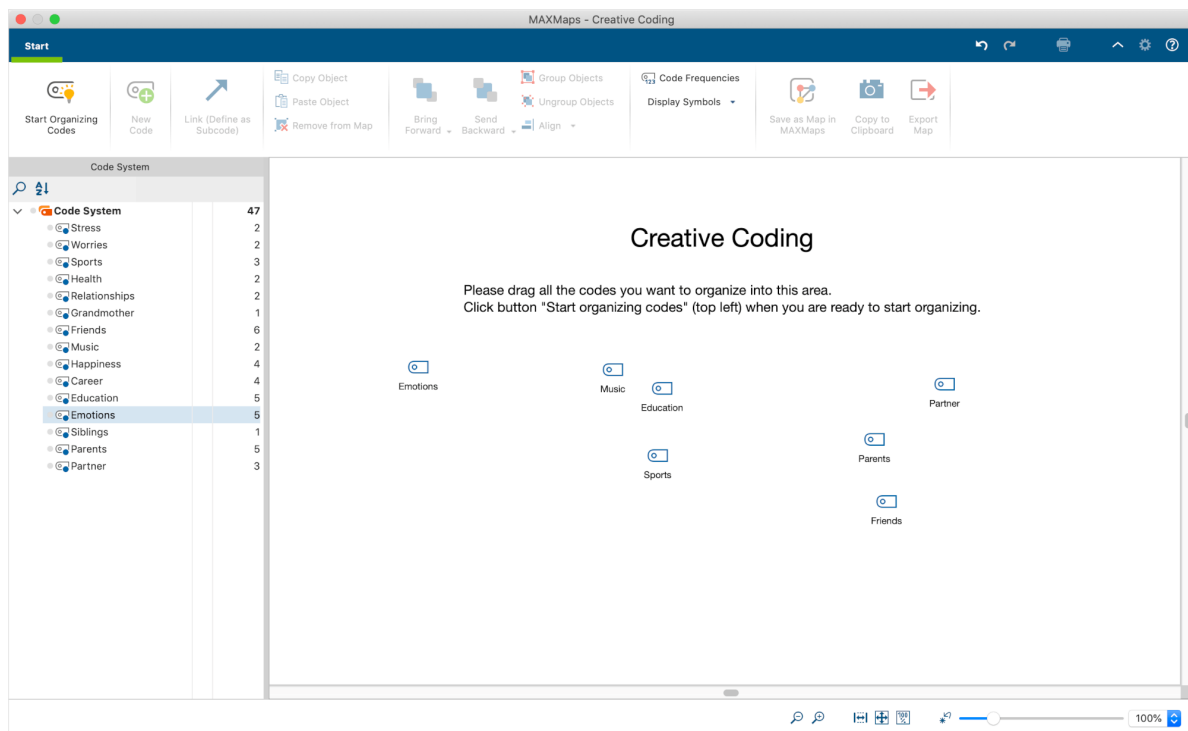 MAXMaps - Creative Coding
Start
Start Organizing
Codes
New
Code
Link (Define as
Subcode)
Copy Object
Paste Object
Remove from Map
Bring
Forward
Send
Backward
Group Objects
Ungroup Objects
Align
123
Code Frequencies
Display Symbols
Save as Map in
MAXMaps
Copy to
Clipboard
Export
Map
Code System
A
Z
Code System 47
Stress 2
Worries 2
Sports 3
Health 2
Relationships 2
Grandmother 1
Friends 6
Music 2
Happiness 4
Career 4
Education 5
Emotions 5
Siblings 1
Parents 5
Partner 3
Creative Coding
Please drag all the codes you want to organize into this area.
Click button "Start organizing codes" (top left) when you are ready to start organizing.
Emotions
Music
Education
Partner
Sports
Parents
Friends
100
%
100%